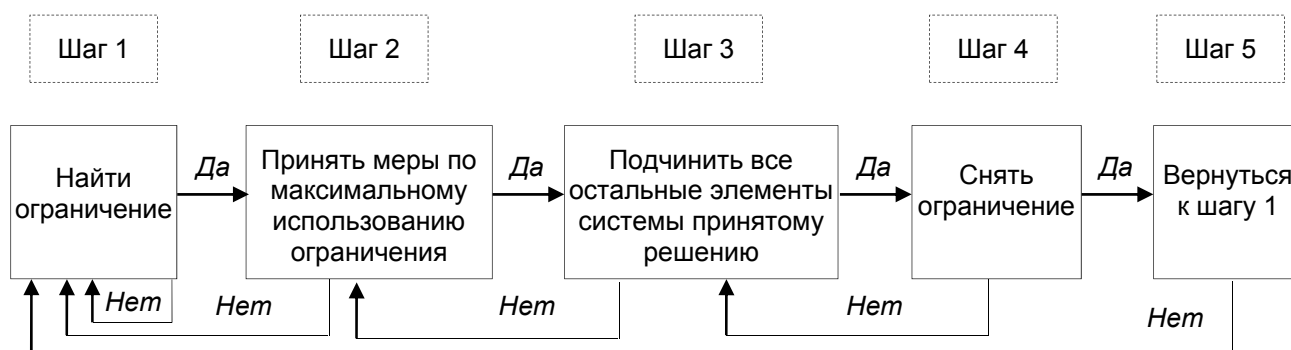 Шаг 1
Шаг 2
Шаг 3
Шаг 4
Шаг 5
Найти
ограничение
Да
Принять меры по
максимальному
использованию
ограничения
Да
Подчинить все
остальные элементы
системы принятому
решению
Да
Снять
ограничение
Да
Вернуться
к шагу 1
Нет
Нет
Нет
Нет
Нет